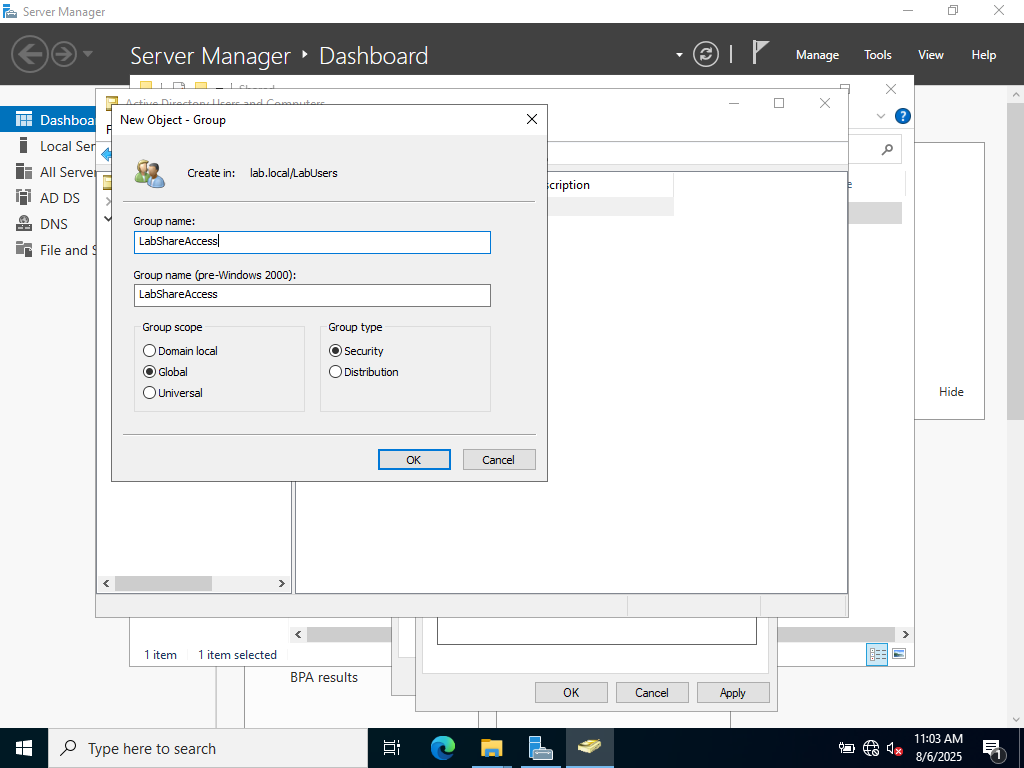 Server Manager
Server Manager ‣ Dashboard
Manage Tools View Help
Shared
Active Directory Users and Computers
New Object - Group
Create in: lab.local/LabUsers
Group name:
LabShareAccess
Group name (pre-Windows 2000):
LabShareAccess
Group scope
Domain local
Global
Universal
Group type
Security
Distribution
OK Cancel
Dashboa
Local Ser
All Server
AD DS
DNS
File and S
scription
Hide
1 item 1 item selected
BPA results
OK Cancel Apply
Type here to search
11:03 AM
8/6/2025
1